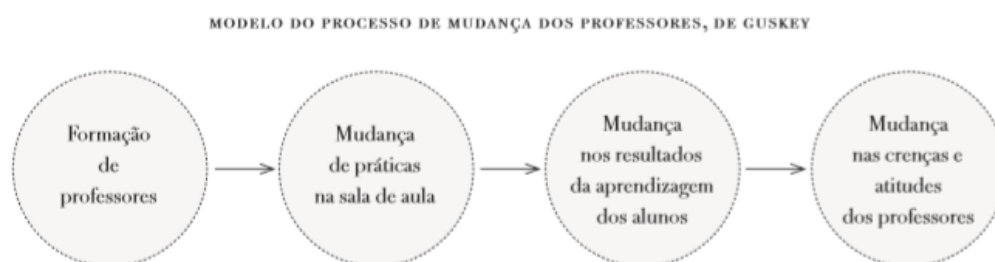 MODELO DO PROCESSO DE MUDANÇA DOS PROFESSORES, DE GUSKEY
Formação
de
professores
Mudança
de práticas
na sala de aula
Mudança
nos resultados
da aprendizagem
dos alunos
Mudança
nas crenças e
atitudes
dos professores